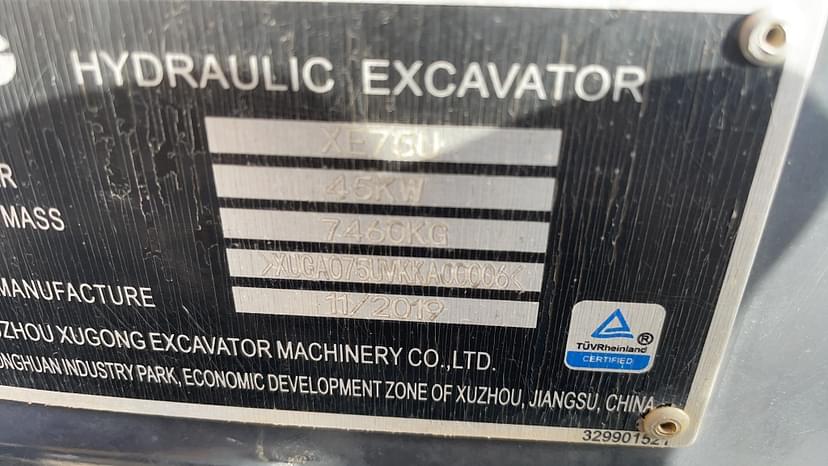 G
HYDRAULIC EXCAVATOR
XE75U
R 45KW
MASS 7460KG
>XUGA075UVKKA00006<
MANUFACTURE 11/2019
ZHOU XUGONG EXCAVATOR MACHINERY CO.,LTD.
ONGHUAN INDUSTRY PARK, ECONOMIC DEVELOPMENT ZONE OF XUZHOU, JIANGSU, CHINA
TÜVRheinland ®
CERTIFIED
329901521